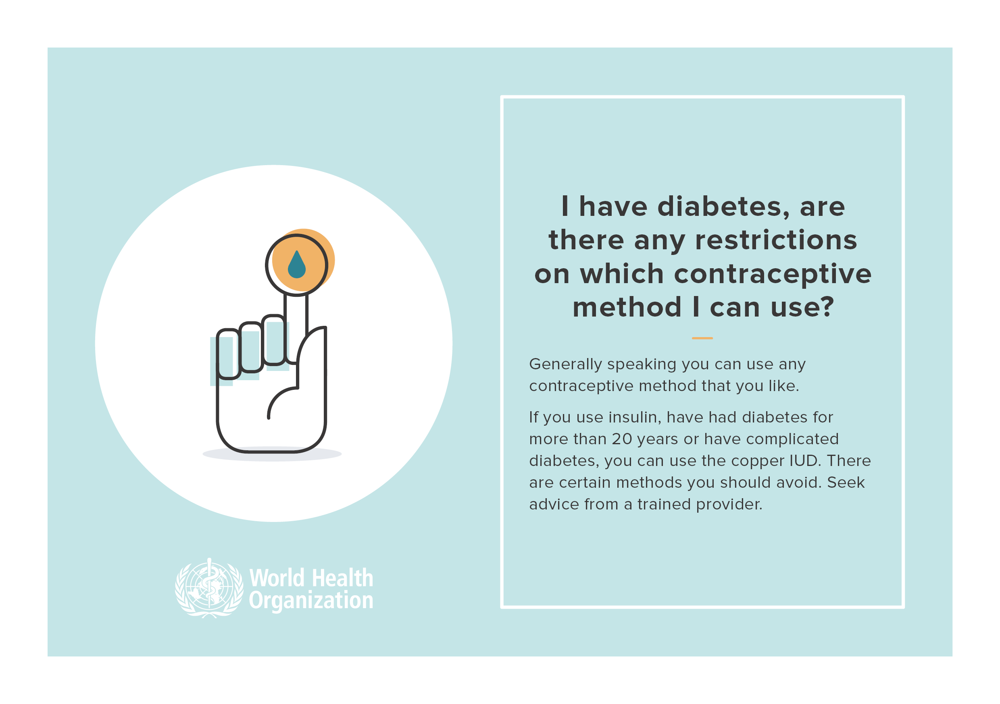 I have diabetes, are
there any restrictions
on which contraceptive
method I can use?
Generally speaking you can use any
contraceptive method that you like.
If you use insulin, have had diabetes for
more than 20 years or have complicated
diabetes, you can use the copper IUD. There
are certain methods you should avoid. Seek
advice from a trained provider.
World Health
Organization